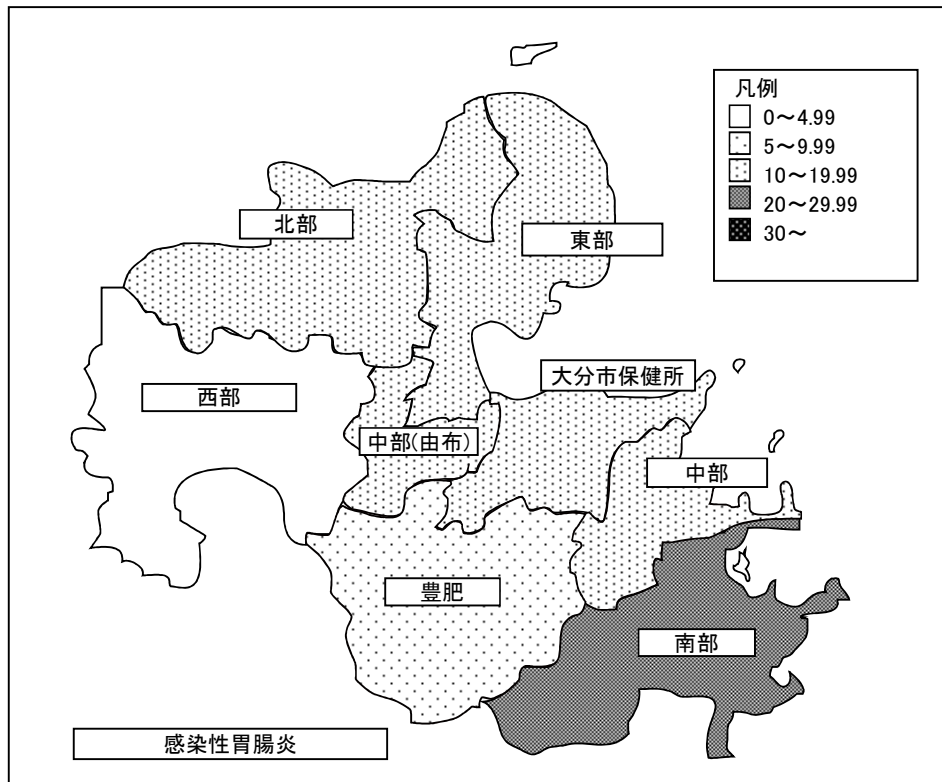 凡例
0～4.99
5～9.99
10～19.99
20～29.99
30～
北部
東部
大分市保健所
西部
中部(由布)
中部
豊肥
南部
感染性胃腸炎